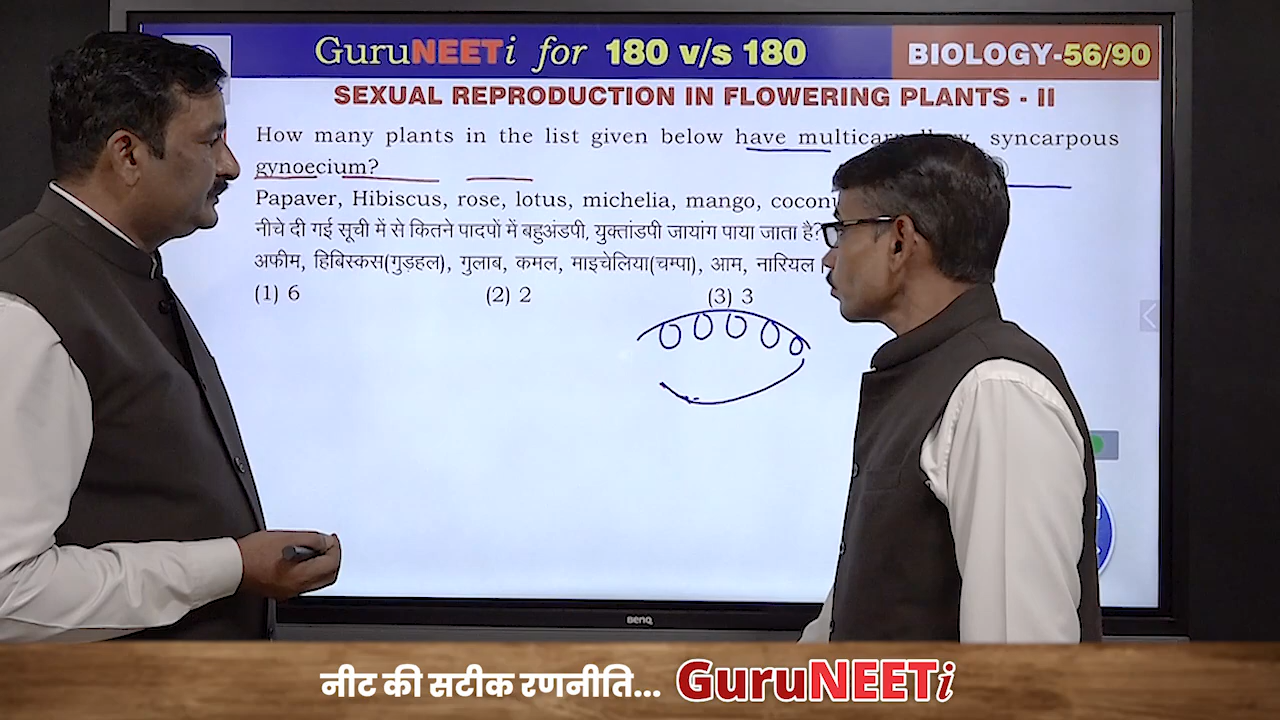 GuruNEETi for 180 v/s 180
BIOLOGY-56/90
SEXUAL REPRODUCTION IN FLOWERING PLANTS - II
How many plants in the list given below have syncarpous
gynoecium?
Papaver, Hibiscus, rose, lotus, michelia, mango,
नीचे दी गई सूची में से कितने पादपों में बहुअंडपी, युक्तांडपी जायांग पाया जाता है?
अफीम, हिबिस्कस(गुड़हल), गुलाब, कमल, माइचेलिया(चम्पा), आम, नारियल
(1) 6 (2) 2 (3) 3
BenQ
नीट की सटीक रणनीति... GuruNEETi